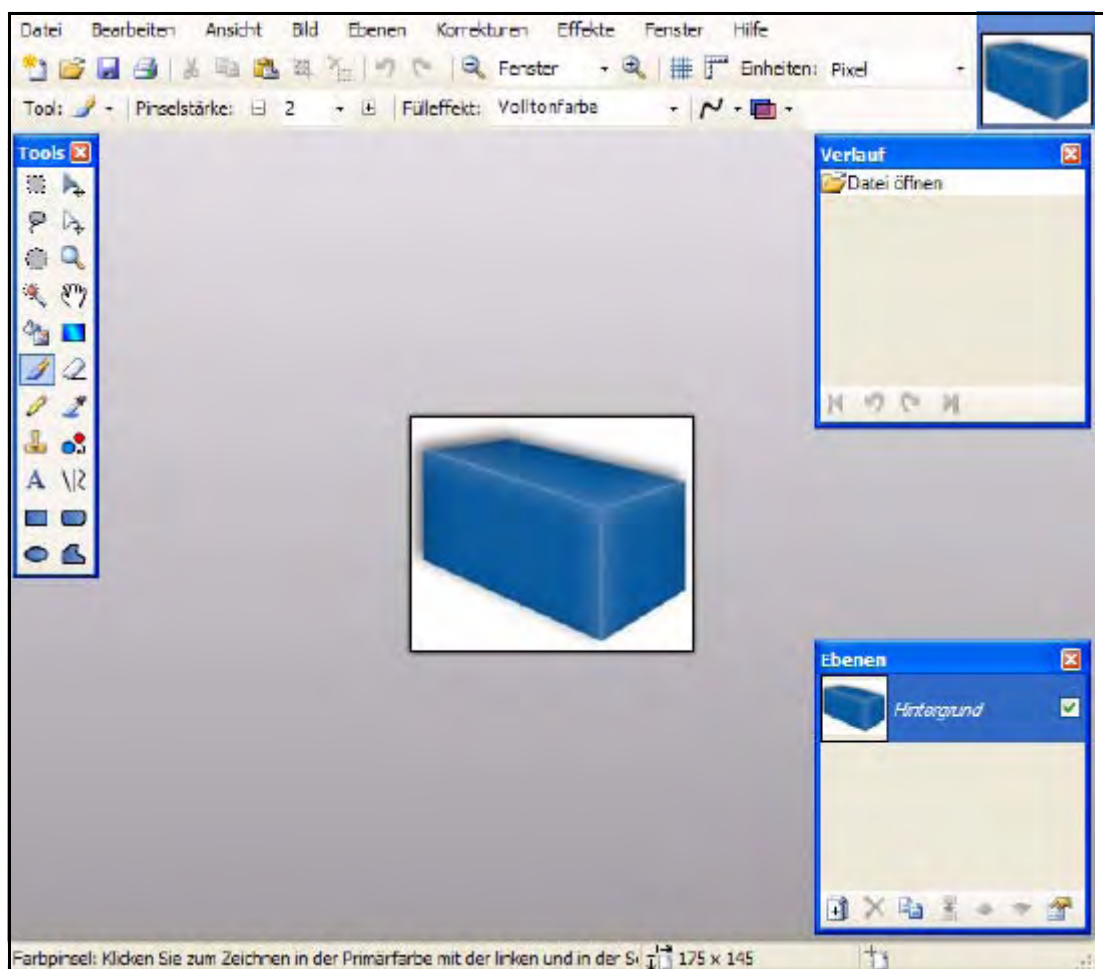 Datei Bearbeiten Ansicht Bild Ebenen Korrekturen Effekte Fenster Hilfe
Fenster Einheiten: Pixel
Tool: Pinselstärke: 2 Fülleffekt: Volltonfarbe
Tools
Verlauf
Datei öffnen
Ebenen
Hintergrund
Farbpinsel: Klicken Sie zum Zeichnen in der Primärfarbe mit der linken und in der 175 x 145